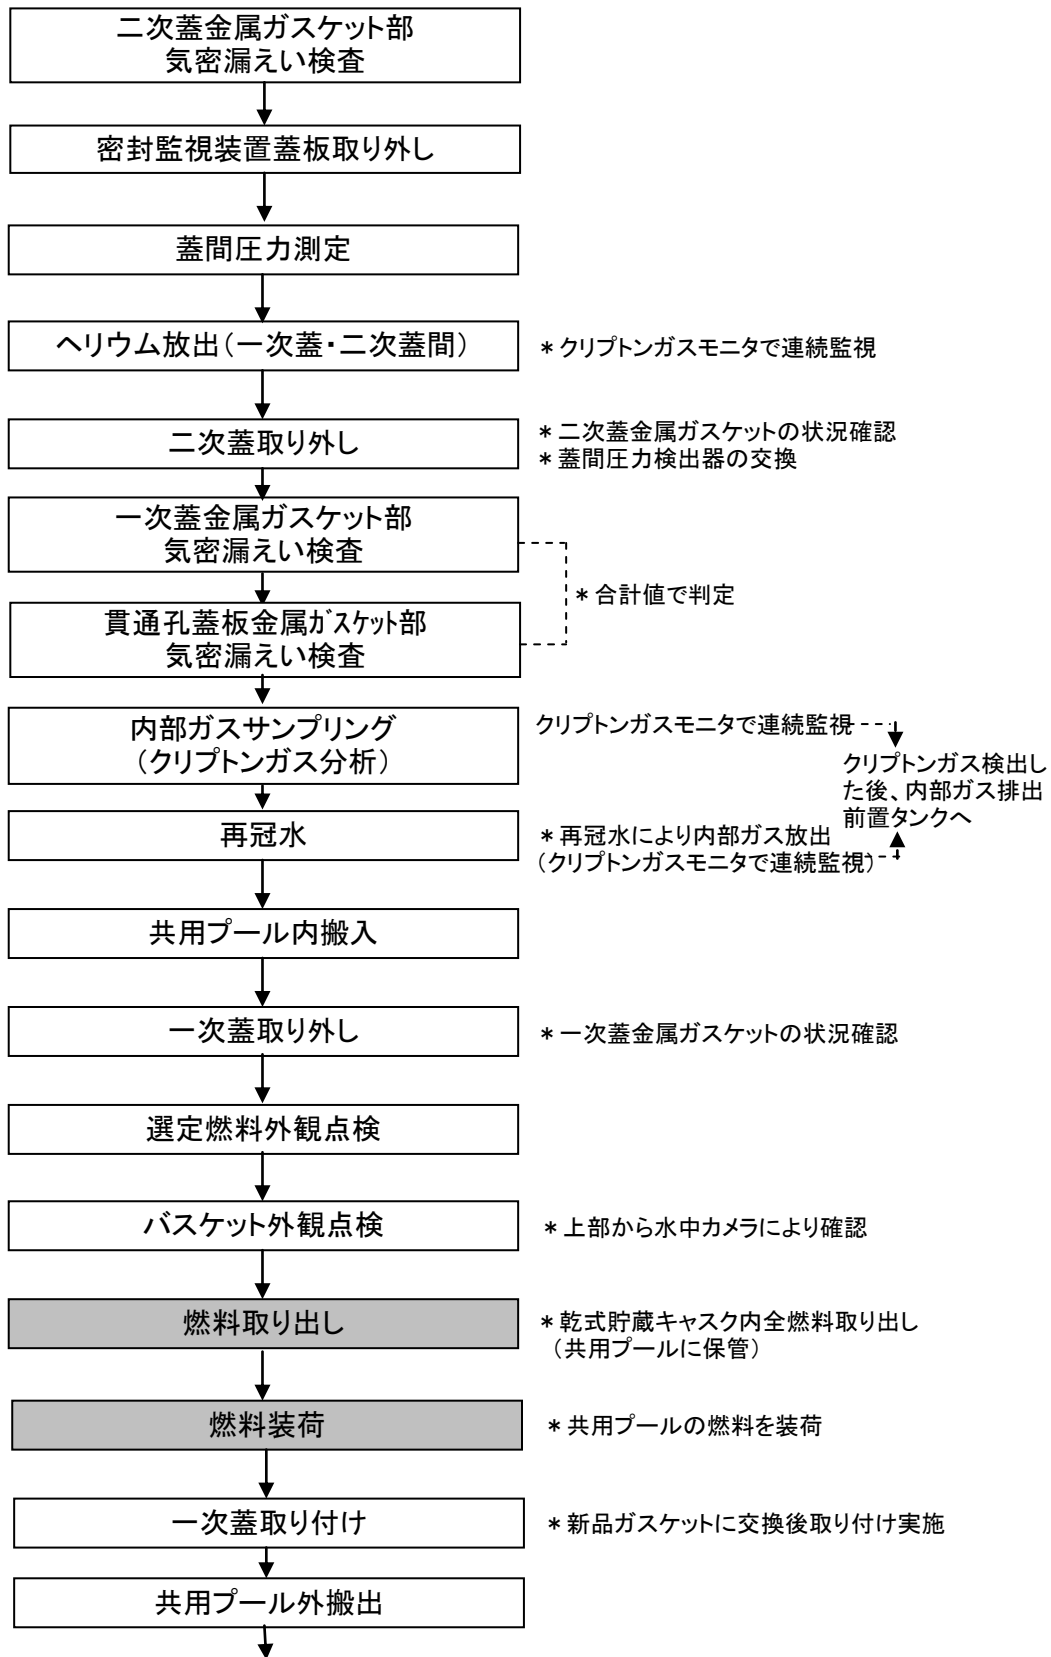 二次蓋金属ガスケット部
気密漏えい検査
密封監視装置蓋板取り外し
蓋間圧力測定
ヘリウム放出（一次蓋・二次蓋間）
＊クリプトンガスモニタで連続監視
二次蓋取り外し
＊二次蓋金属ガスケットの状況確認
＊蓋間圧力検出器の交換
一次蓋金属ガスケット部
気密漏えい検査
＊合計値で判定
貫通孔蓋板金属ｶﾞｽｹｯﾄ部
気密漏えい検査
内部ガスサンプリング
（クリプトンガス分析）
クリプトンガスモニタで連続監視
クリプトンガス検出し
た後、内部ガス排出
前置タンクへ
再冠水
＊再冠水により内部ガス放出
（クリプトンガスモニタで連続監視）
共用プール内搬入
一次蓋取り外し
＊一次蓋金属ガスケットの状況確認
選定燃料外観点検
バスケット外観点検
＊上部から水中カメラにより確認
燃料取り出し
＊乾式貯蔵キャスク内全燃料取り出し
（共用プールに保管）
燃料装荷
＊共用プールの燃料を装荷
一次蓋取り付け
＊新品ガスケットに交換後取り付け実施
共用プール外搬出